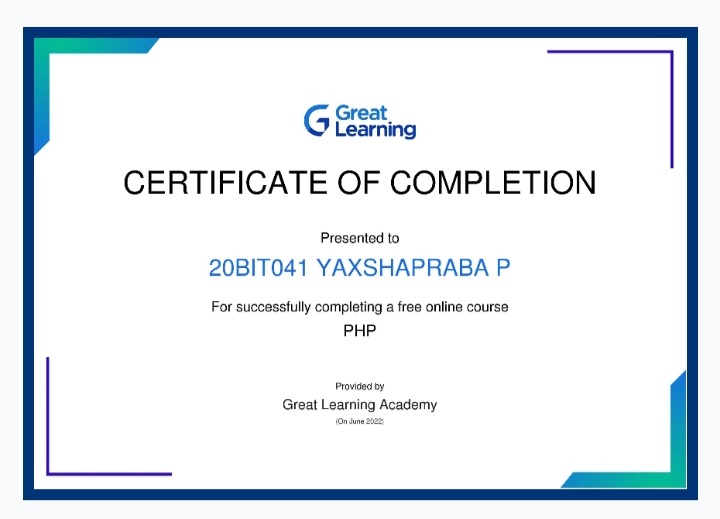 Great
Learning
CERTIFICATE OF COMPLETION
Presented to
20BIT041 YAXSHAPRABA P
For successfully completing a free online course
PHP
Provided by
Great Learning Academy
(On June 2022)